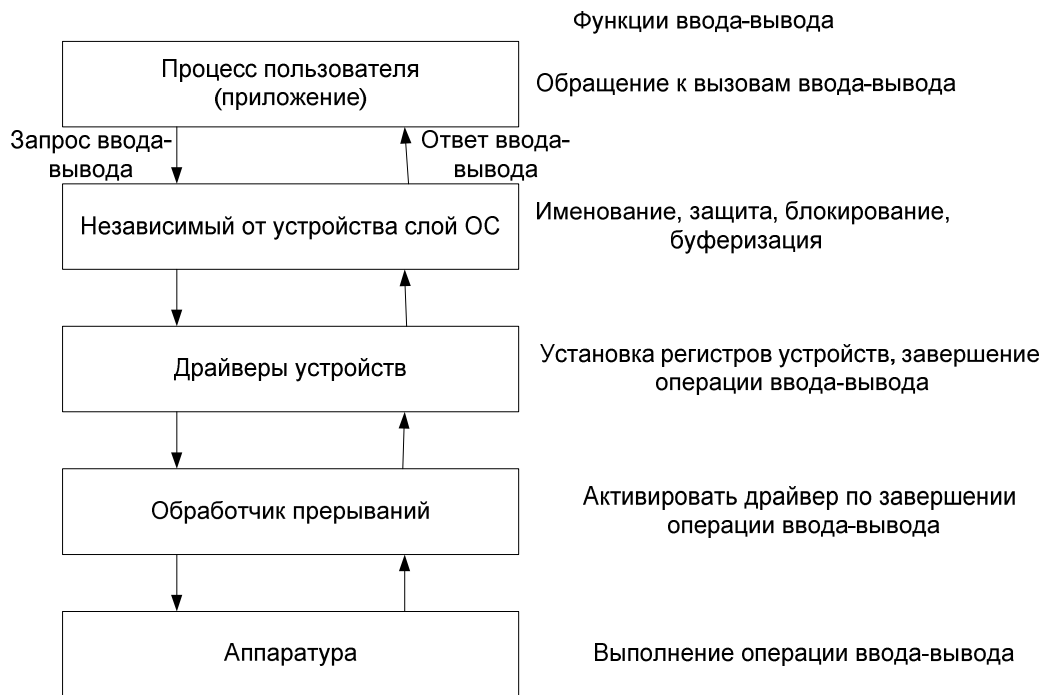 Функции ввода-вывода
Процесс пользователя
(приложение)
Обращение к вызовам ввода-вывода
Запрос ввода-
вывода
Ответ ввода-
вывода
Независимый от устройства слой ОС
Именование, защита, блокирование,
буферизация
Драйверы устройств
Установка регистров устройств, завершение
операции ввода-вывода
Обработчик прерываний
Активировать драйвер по завершении
операции ввода-вывода
Аппаратура
Выполнение операции ввода-вывода